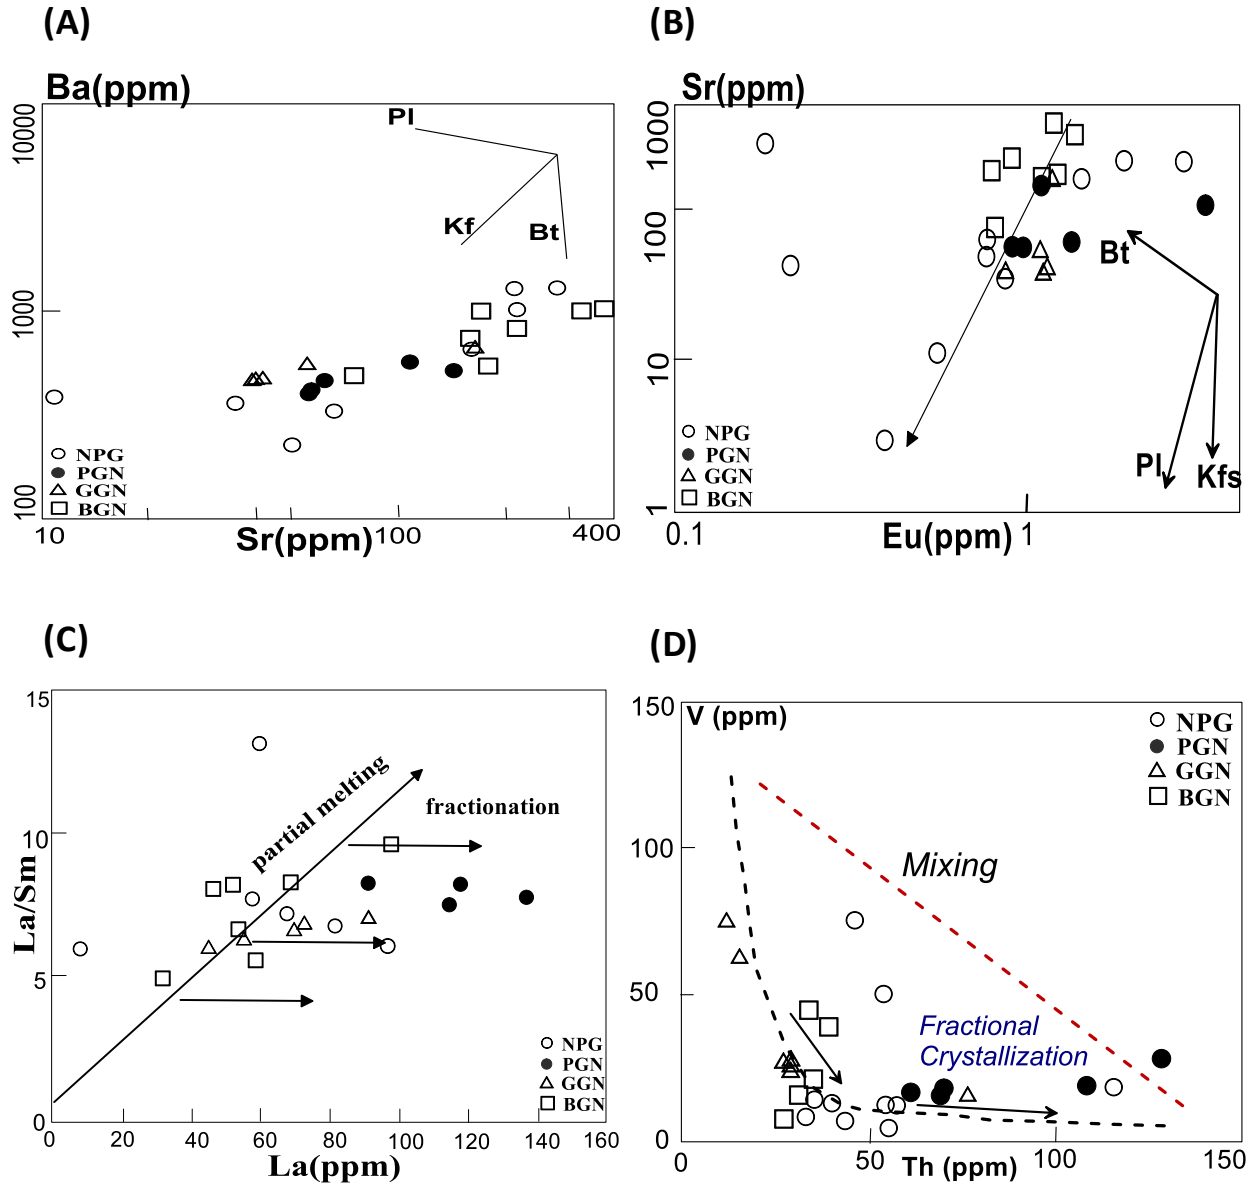 (A)
Ba(ppm)
10000
1000
100
Pl
Kf
Bt
NPG
PGN
GGN
BGN
10
Sr(ppm)
100
400
(B)
Sr(ppm)
1000
100
10
1
Bt
Pl
Kfs
NPG
PGN
GGN
BGN
0.1
Eu(ppm)
1
(C)
15
10
5
0
La/Sm
partial melting
fractionation
NPG
PGN
GGN
BGN
0
20
40
60
80
100
120
140
160
La(ppm)
(D)
150
100
50
0
V (ppm)
NPG
PGN
GGN
BGN
Mixing
Fractional
Crystallization
0
50
Th (ppm)
100
150